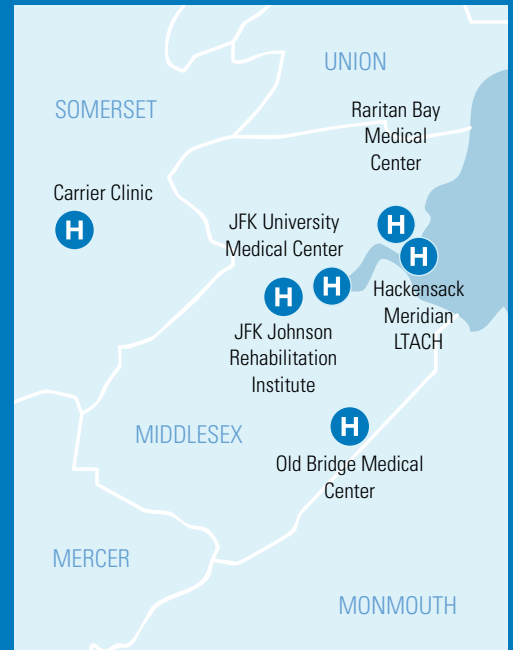 UNION
SOMERSET
Raritan Bay
Medical
Center
Carrier Clinic
H
H
JFK University
Medical Center
H
H
H
Hackensack
Meridian
LTACH
JFK Johnson
Rehabilitation
Institute
H
MIDDLESEX
Old Bridge Medical
Center
MERCER
MONMOUTH